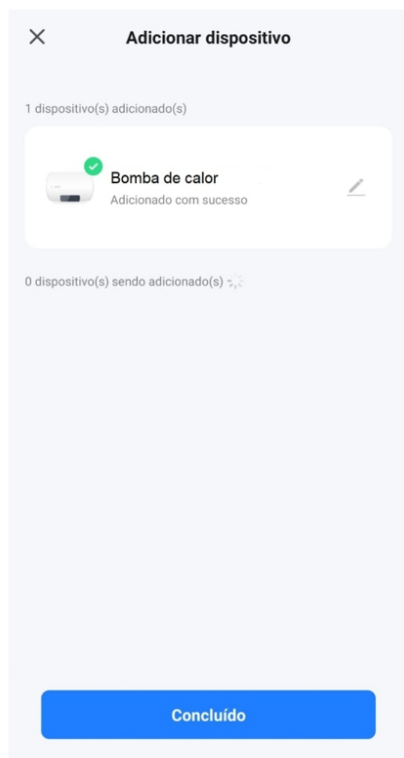 Adicionar dispositivo
1 dispositivo(s) adicionado(s)
Bomba de calor
Adicionado com sucesso
0 dispositivo(s) sendo adicionado(s)
Concluído